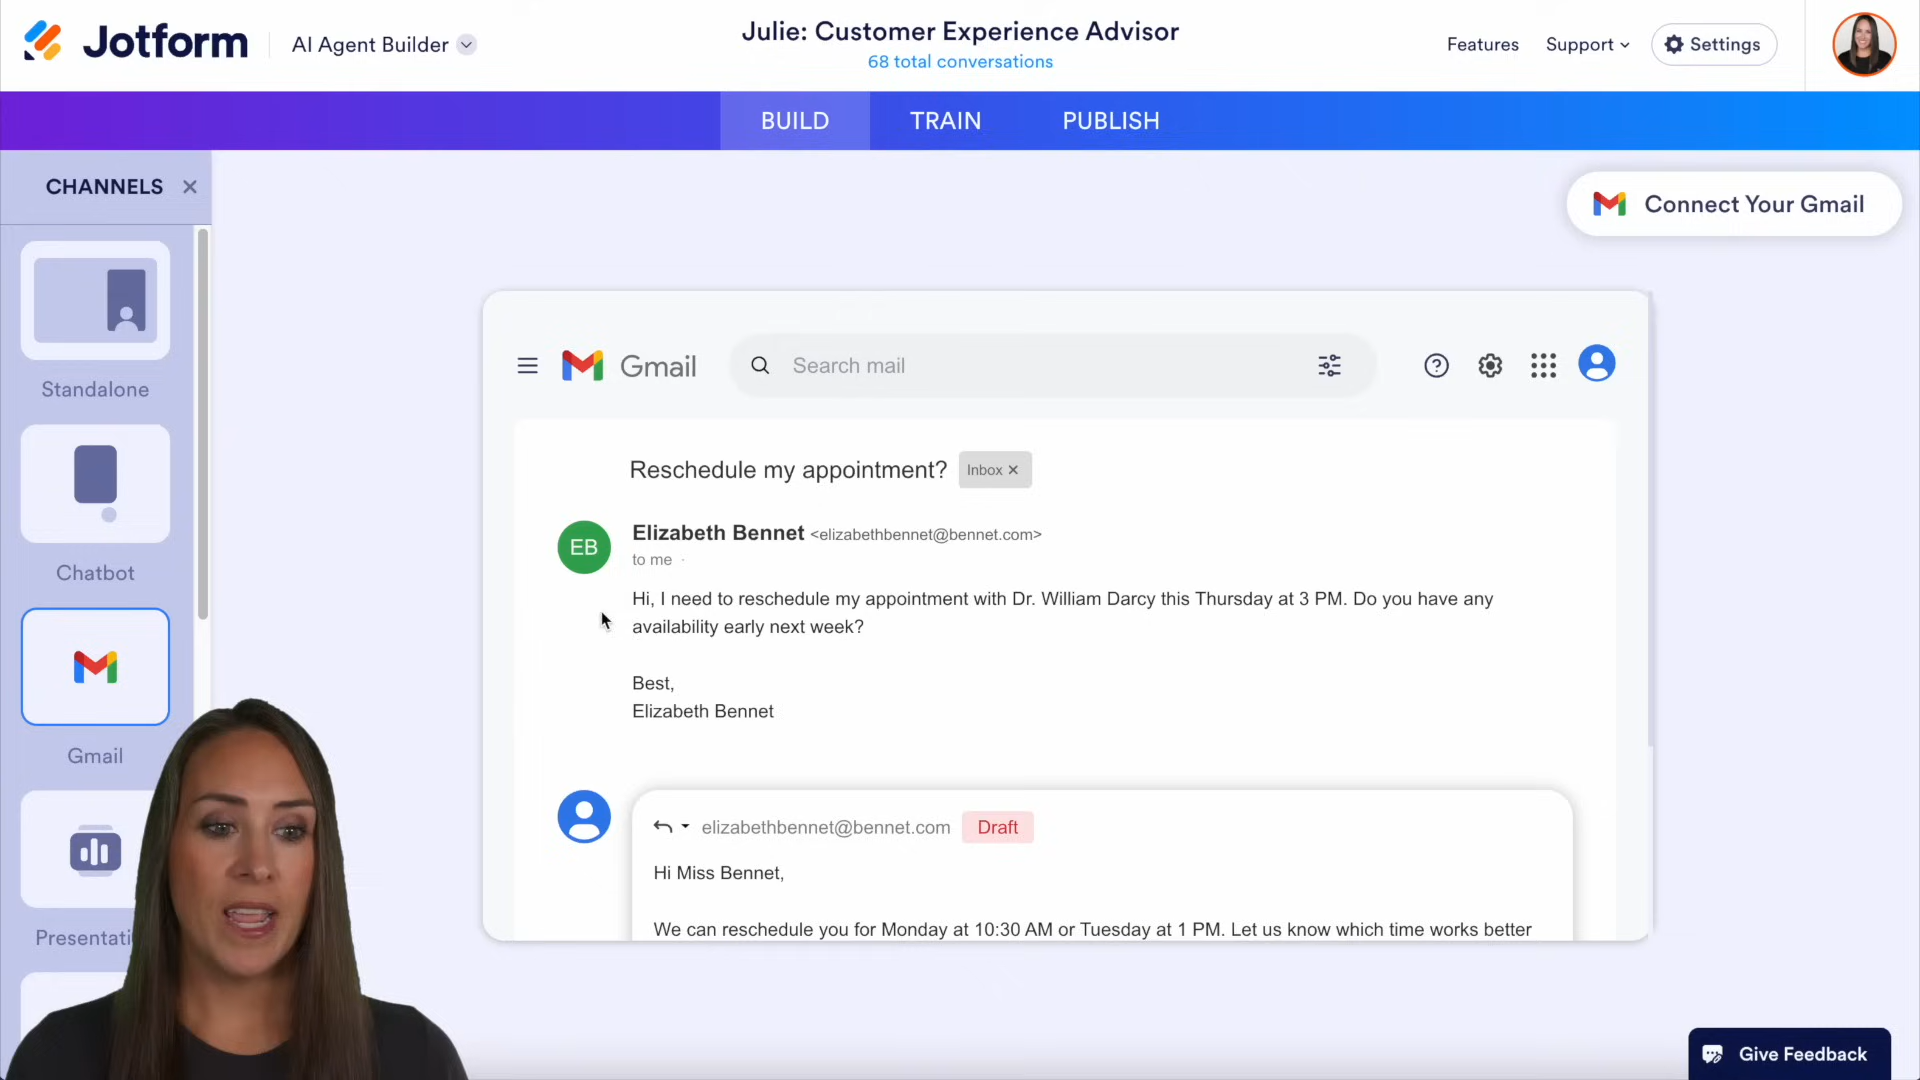 Jotform
AI Agent Builder
Julie: Customer Experience Advisor
68 total conversations
Features
Support
Settings
BUILD
TRAIN
PUBLISH
CHANNELS
Standalone
Chatbot
Gmail
Presentati
Connect Your Gmail
Gmail
Search mail
Reschedule my appointment?
Inbox
EB
Elizabeth Bennet <elizabethbennet@bennet.com>
to me
Hi, I need to reschedule my appointment with Dr. William Darcy this Thursday at 3 PM. Do you have any
availability early next week?
Best,
Elizabeth Bennet
elizabethbennet@bennet.com
Draft
Hi Miss Bennet,
We can reschedule you for Monday at 10:30 AM or Tuesday at 1 PM. Let us know which time works better
Give Feedback